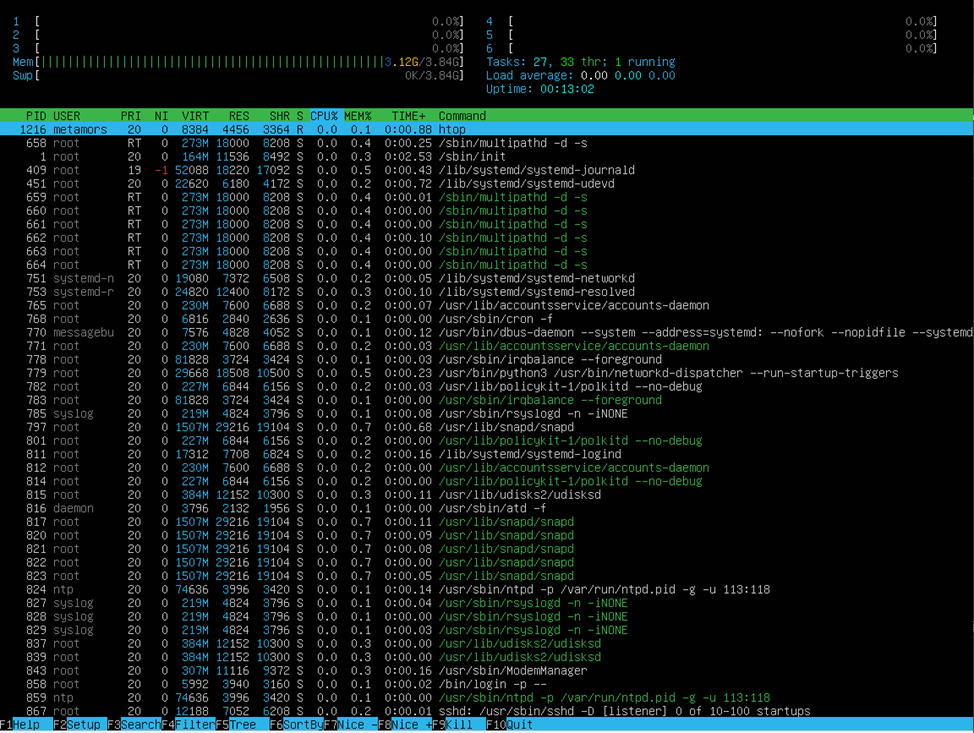 1 [ 0.0%] 4 [ 0.0%]
2 [ 0.0%] 5 [ 0.0%]
3 [ 0.0%] 6 [ 0.0%]
Mem[||||||||||||||||||||||||||||||||||||||||||||||||||3.12G/3.84G] Tasks: 27, 33 thr; 1 running
Swp[ 0K/3.84G] Load average: 0.00 0.00 0.00
Uptime: 00:13:02
PID USER PRI NI VIRT RES SHR S CPU% MEM% TIME+ Command
1216 metamors 20 0 8384 4456 3364 R 0.0 0.1 0:00.88 htop
658 root RT 0 273M 18000 8208 S 0.0 0.4 0:00.25 /sbin/multipathd -d -s
1 root 20 0 164M 11536 8492 S 0.0 0.3 0:02.53 /sbin/init
409 root 19 -1 52088 18220 17092 S 0.0 0.5 0:00.43 /lib/systemd/systemd-journald
451 root 20 0 22620 6180 4172 S 0.0 0.2 0:00.72 /lib/systemd/systemd-udevd
659 root RT 0 273M 18000 8208 S 0.0 0.4 0:00.01 /sbin/multipathd -d -s
660 root RT 0 273M 18000 8208 S 0.0 0.4 0:00.00 /sbin/multipathd -d -s
661 root RT 0 273M 18000 8208 S 0.0 0.4 0:00.00 /sbin/multipathd -d -s
662 root RT 0 273M 18000 8208 S 0.0 0.4 0:00.10 /sbin/multipathd -d -s
663 root RT 0 273M 18000 8208 S 0.0 0.4 0:00.00 /sbin/multipathd -d -s
664 root RT 0 273M 18000 8208 S 0.0 0.4 0:00.00 /sbin/multipathd -d -s
751 systemd-n 20 0 19080 7372 6508 S 0.0 0.2 0:00.05 /lib/systemd/systemd-networkd
753 systemd-r 20 0 24820 12400 8172 S 0.0 0.3 0:00.10 /lib/systemd/systemd-resolved
765 root 20 0 230M 7600 6688 S 0.0 0.2 0:00.07 /usr/lib/accountsservice/accounts-daemon
768 root 20 0 6816 2840 2636 S 0.0 0.1 0:00.00 /usr/sbin/cron -f
770 messagebu 20 0 7576 4828 4052 S 0.0 0.1 0:00.12 /usr/bin/dbus-daemon --system --address=systemd: --nofork --nopidfile --systemd
771 root 20 0 230M 7600 6688 S 0.0 0.2 0:00.00 /usr/lib/accountsservice/accounts-daemon
778 root 20 0 81828 3724 3424 S 0.0 0.1 0:00.03 /usr/sbin/irqbalance --foreground
779 root 20 0 29668 18508 10500 S 0.0 0.5 0:00.23 /usr/bin/python3 /usr/bin/networkd-dispatcher --run-startup-triggers
782 root 20 0 227M 6844 6156 S 0.0 0.2 0:00.03 /usr/lib/policykit-1/polkitd --no-debug
783 root 20 0 81828 3724 3424 S 0.0 0.1 0:00.00 /usr/sbin/irqbalance --foreground
785 syslog 20 0 219M 4824 3796 S 0.0 0.1 0:00.08 /usr/sbin/rsyslogd -n -iNONE
797 root 20 0 1507M 29216 19104 S 0.0 0.7 0:00.68 /usr/lib/snapd/snapd
801 root 20 0 227M 6844 6156 S 0.0 0.2 0:00.00 /usr/lib/policykit-1/polkitd --no-debug
811 root 20 0 17312 7708 6824 S 0.0 0.2 0:00.16 /lib/systemd/systemd-logind
812 root 20 0 230M 7600 6688 S 0.0 0.2 0:00.00 /usr/lib/accountsservice/accounts-daemon
814 root 20 0 227M 6844 6156 S 0.0 0.2 0:00.00 /usr/lib/policykit-1/polkitd --no-debug
815 root 20 0 384M 12152 10300 S 0.0 0.3 0:00.11 /usr/lib/udisks2/udisksd
816 daemon 20 0 3796 2132 1956 S 0.0 0.1 0:00.00 /usr/sbin/atd -f
817 root 20 0 1507M 29216 19104 S 0.0 0.7 0:00.11 /usr/lib/snapd/snapd
820 root 20 0 1507M 29216 19104 S 0.0 0.7 0:00.09 /usr/lib/snapd/snapd
821 root 20 0 1507M 29216 19104 S 0.0 0.7 0:00.08 /usr/lib/snapd/snapd
822 root 20 0 1507M 29216 19104 S 0.0 0.7 0:00.00 /usr/lib/snapd/snapd
823 root 20 0 1507M 29216 19104 S 0.0 0.7 0:00.05 /usr/lib/snapd/snapd
824 ntp 20 0 74636 3996 3420 S 0.0 0.1 0:00.14 /usr/sbin/ntpd -p /var/run/ntpd.pid -g -u 113:118
827 syslog 20 0 219M 4824 3796 S 0.0 0.1 0:00.04 /usr/sbin/rsyslogd -n -iNONE
828 syslog 20 0 219M 4824 3796 S 0.0 0.1 0:00.00 /usr/sbin/rsyslogd -n -iNONE
829 syslog 20 0 219M 4824 3796 S 0.0 0.1 0:00.03 /usr/sbin/rsyslogd -n -iNONE
837 root 20 0 384M 12152 10300 S 0.0 0.3 0:00.00 /usr/lib/udisks2/udisksd
839 root 20 0 384M 12152 10300 S 0.0 0.3 0:00.00 /usr/lib/udisks2/udisksd
843 root 20 0 307M 11116 9372 S 0.0 0.3 0:00.16 /usr/sbin/ModemManager
858 root 20 0 5992 3940 3160 S 0.0 0.1 0:00.02 /bin/login -p --
859 ntp 20 0 74636 3996 3420 S 0.0 0.1 0:00.00 /usr/sbin/ntpd -p /var/run/ntpd.pid -g -u 113:118
867 root 20 0 12188 7052 6208 S 0.0 0.2 0:00.01 sshd: /usr/sbin/sshd -D [listener] 0 of 10-100 startups
F1Help F2Setup F3SearchF4FilterF5Tree F6SortByF7Nice -F8Nice +F9Kill F10Quit